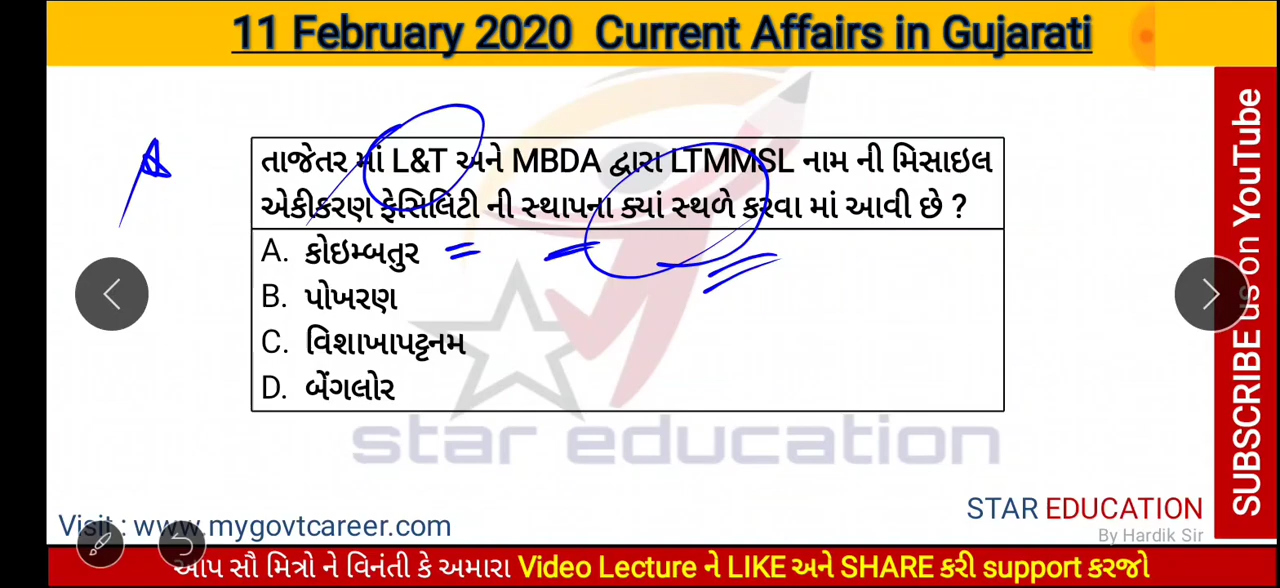 11 February 2020 Current Affairs in Gujarati
તાજેતર માં L&T અને MBDA દ્વારા LTMMSL નામ ની મિસાઇલ
એકીકરણ ફેસિલિટી ની સ્થાપના ક્યાં સ્થળે કરવા માં આવી છે ?
A. કોઇમ્બતુર
B. પોખરણ
C. વિશાખાપટ્ટનમ
D. બેંગલોર
star education
STAR EDUCATION
By Hardik Sir
Visit : www.mygovtcareer.com
આપ સૌ મિત્રો ને વિનંતી કે અમારા Video Lecture ને LIKE અને SHARE કરી support કરજો
SUBSCRIBE us on YouTube